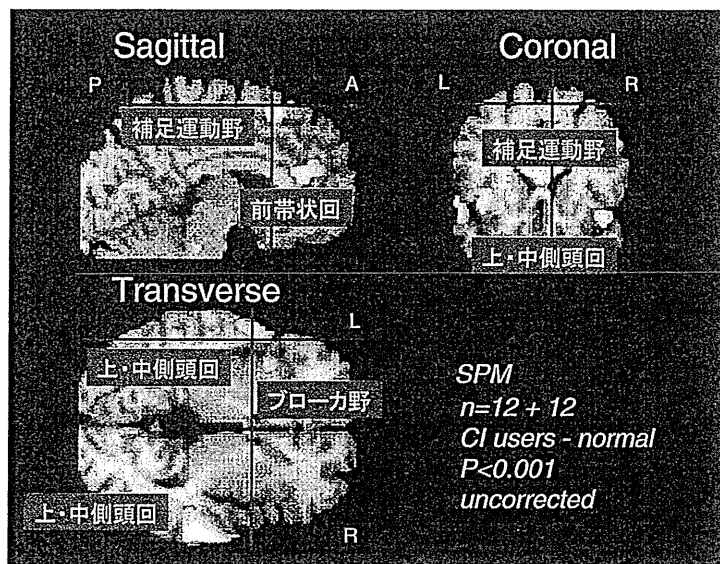 Sagittal
P
A
補足運動野
前帯状回
Coronal
L
R
補足運動野
上・中側頭回
Transverse
L
上・中側頭回
ブローカ野
上・中側頭回
R
SPM
n=12 + 12
CI users - normal
P<0.001
uncorrected